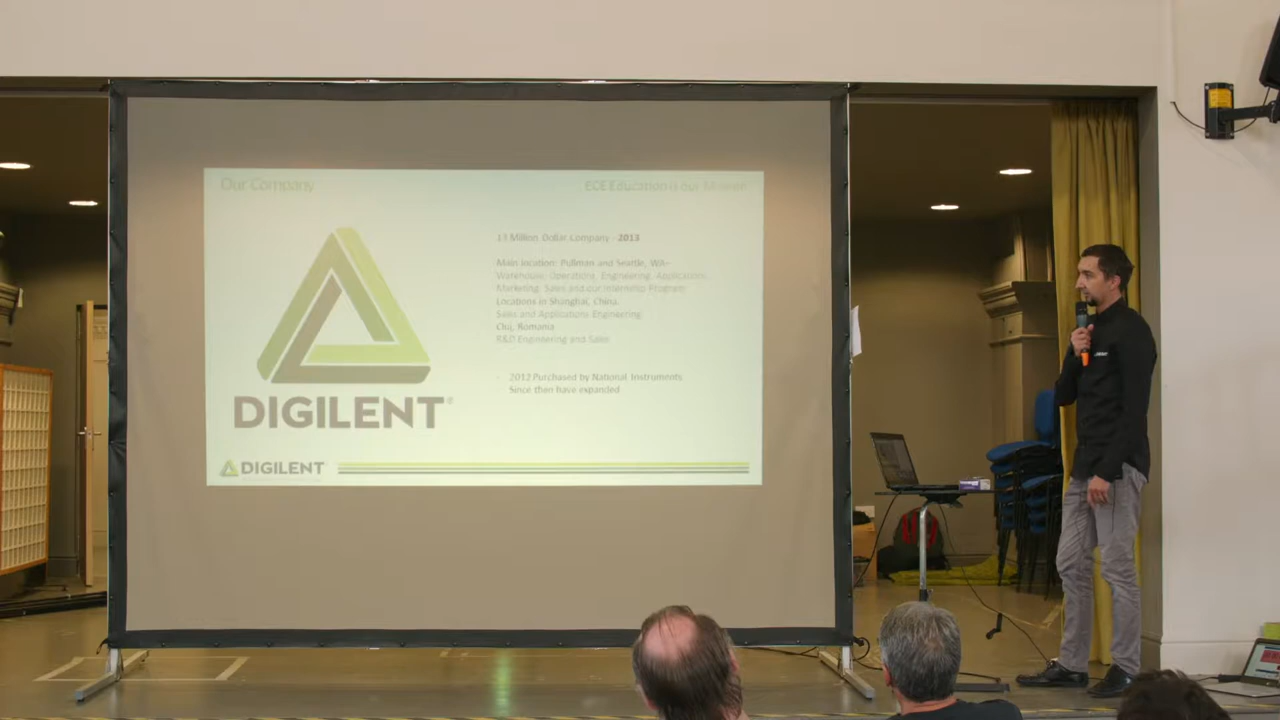 Our Company
ECE Education is our Mission
13 Million Dollar Company - 2013
Main location: Pullman and Seattle, WA-
Warehouse, Operations, Engineering, Applications,
Marketing, Sales and our Internship Program
Locations in Shanghai, China.
Sales and Applications Engineering
Cluj, Romania
R&D Engineering and Sales
- 2012 Purchased by National Instruments
Since then have expanded
DIGILENT®
DIGILENT